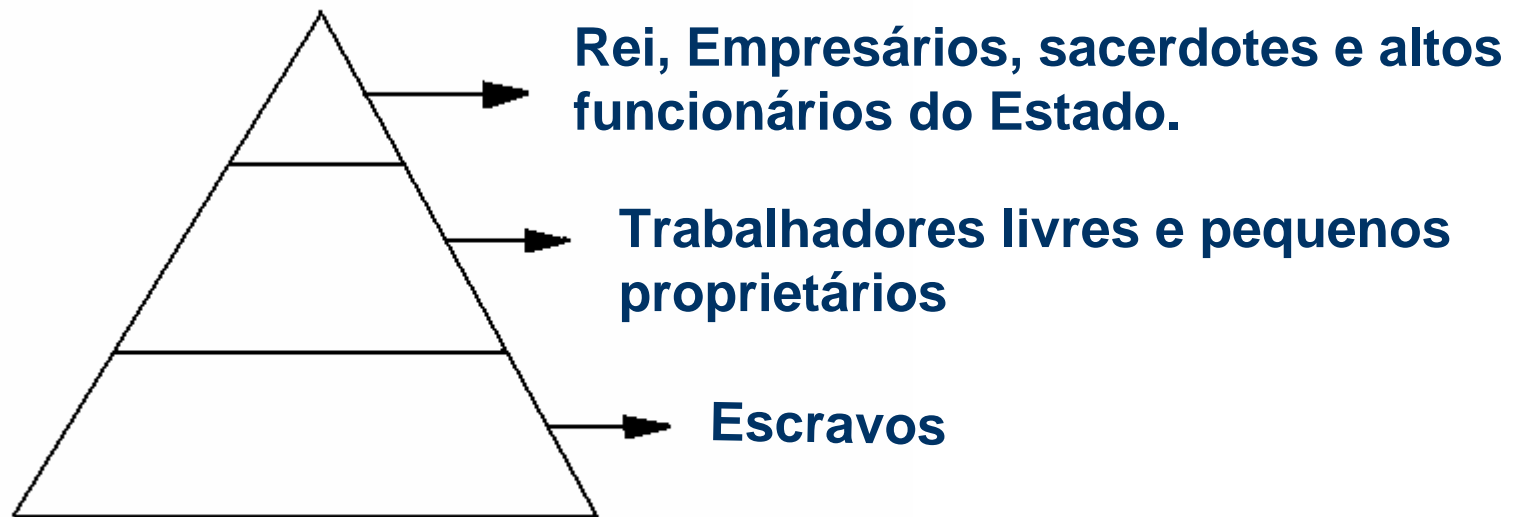 Rei, Empresários, sacerdotes e altos
funcionários do Estado.
Trabalhadores livres e pequenos
proprietários
Escravos